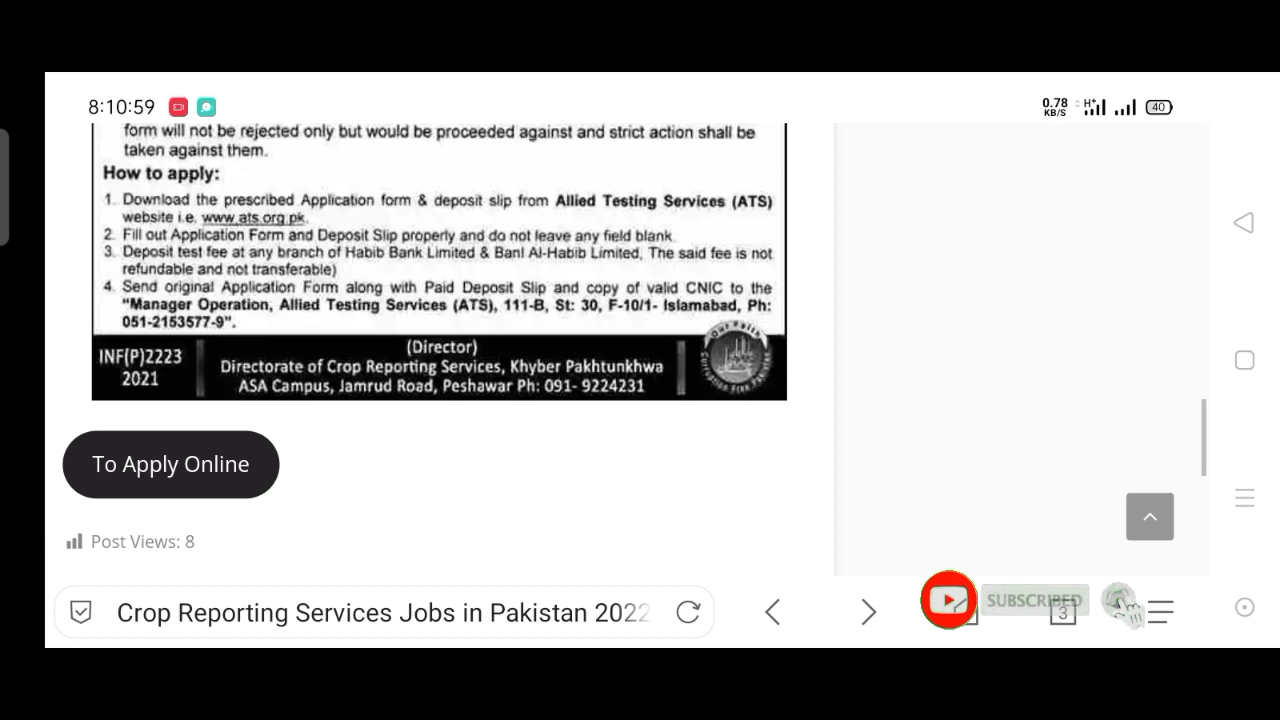 8:10:59
0.78
KB/S
H+
40
form will not be rejected only but would be proceeded against and strict action shall be
taken against them.
How to apply:
1. Download the prescribed Application form & deposit slip from Allied Testing Services (ATS)
website i.e. www.ats.org.pk.
2. Fill out Application Form and Deposit Slip properly and do not leave any field blank.
3. Deposit test fee at any branch of Habib Bank Limited & Banl Al-Habib Limited, The said fee is not
refundable and not transferable)
4. Send original Application Form along with Paid Deposit Slip and copy of valid CNIC to the
"Manager Operation, Allied Testing Services (ATS), 111-B, St: 30, F-10/1- Islamabad, Ph:
051-2153577-9".
INF(P)2223
2021
(Director)
Directorate of Crop Reporting Services, Khyber Pakhtunkhwa
ASA Campus, Jamrud Road, Peshawar Ph: 091- 9224231
Our Faith
Corruption Free Pakistan
To Apply Online
Post Views: 8
Crop Reporting Services Jobs in Pakistan 2022
SUBSCRIBED
3